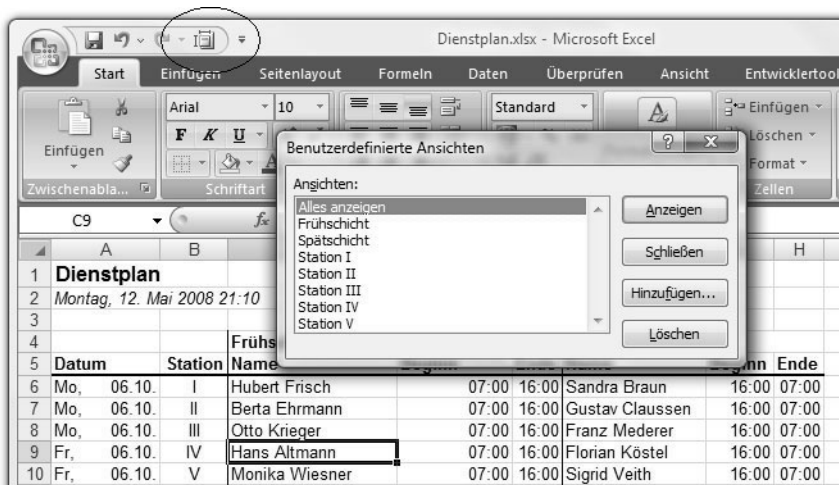 Dienstplan.xlsx - Microsoft Excel
Start Einfügen Seitenlayout Formeln Daten Überprüfen Ansicht Entwicklertool
Einfügen
Zwischenabla...
Arial 10
F K U A
Schriftart
Standard
A
Einfügen
Löschen
Format
Zellen
C9 fx
Benutzerdefinierte Ansichten
? X
Ansichten:
Alles anzeigen
Frühschicht
Spätschicht
Station I
Station II
Station III
Station IV
Station V
Anzeigen
Schließen
Hinzufügen...
Löschen
A B H
1 Dienstplan
2 Montag, 12. Mai 2008 21:10
3
4 Frühs
5 Datum Station Name Beginn Ende Name Beginn Ende
6 Mo, 06.10. I Hubert Frisch 07:00 16:00 Sandra Braun 16:00 07:00
7 Mo, 06.10. II Berta Ehrmann 07:00 16:00 Gustav Claussen 16:00 07:00
8 Mo, 06.10. III Otto Krieger 07:00 16:00 Franz Mederer 16:00 07:00
9 Fr, 06.10. IV Hans Altmann 07:00 16:00 Florian Köstel 16:00 07:00
10 Fr, 06.10. V Monika Wiesner 07:00 16:00 Sigrid Veith 16:00 07:00